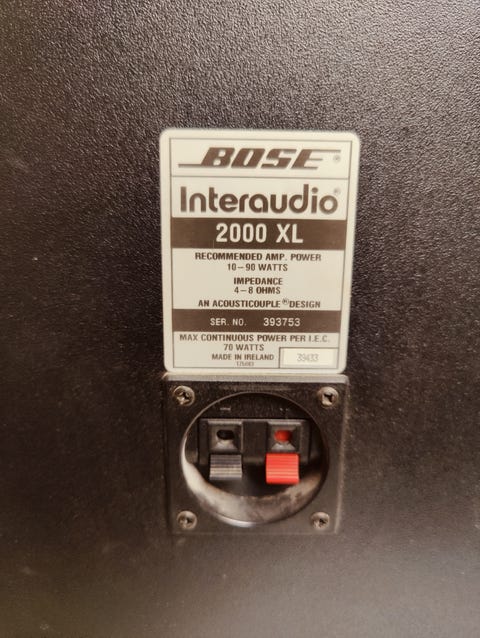 BOSE®
Interaudio®
2000 XL
RECOMMENDED AMP. POWER
10–90 WATTS
IMPEDANCE
4–8 OHMS
AN ACOUSTICOUPLE® DESIGN
SER. NO. 393753
MAX CONTINUOUS POWER PER I.E.C.
70 WATTS
MADE IN IRELAND
39433